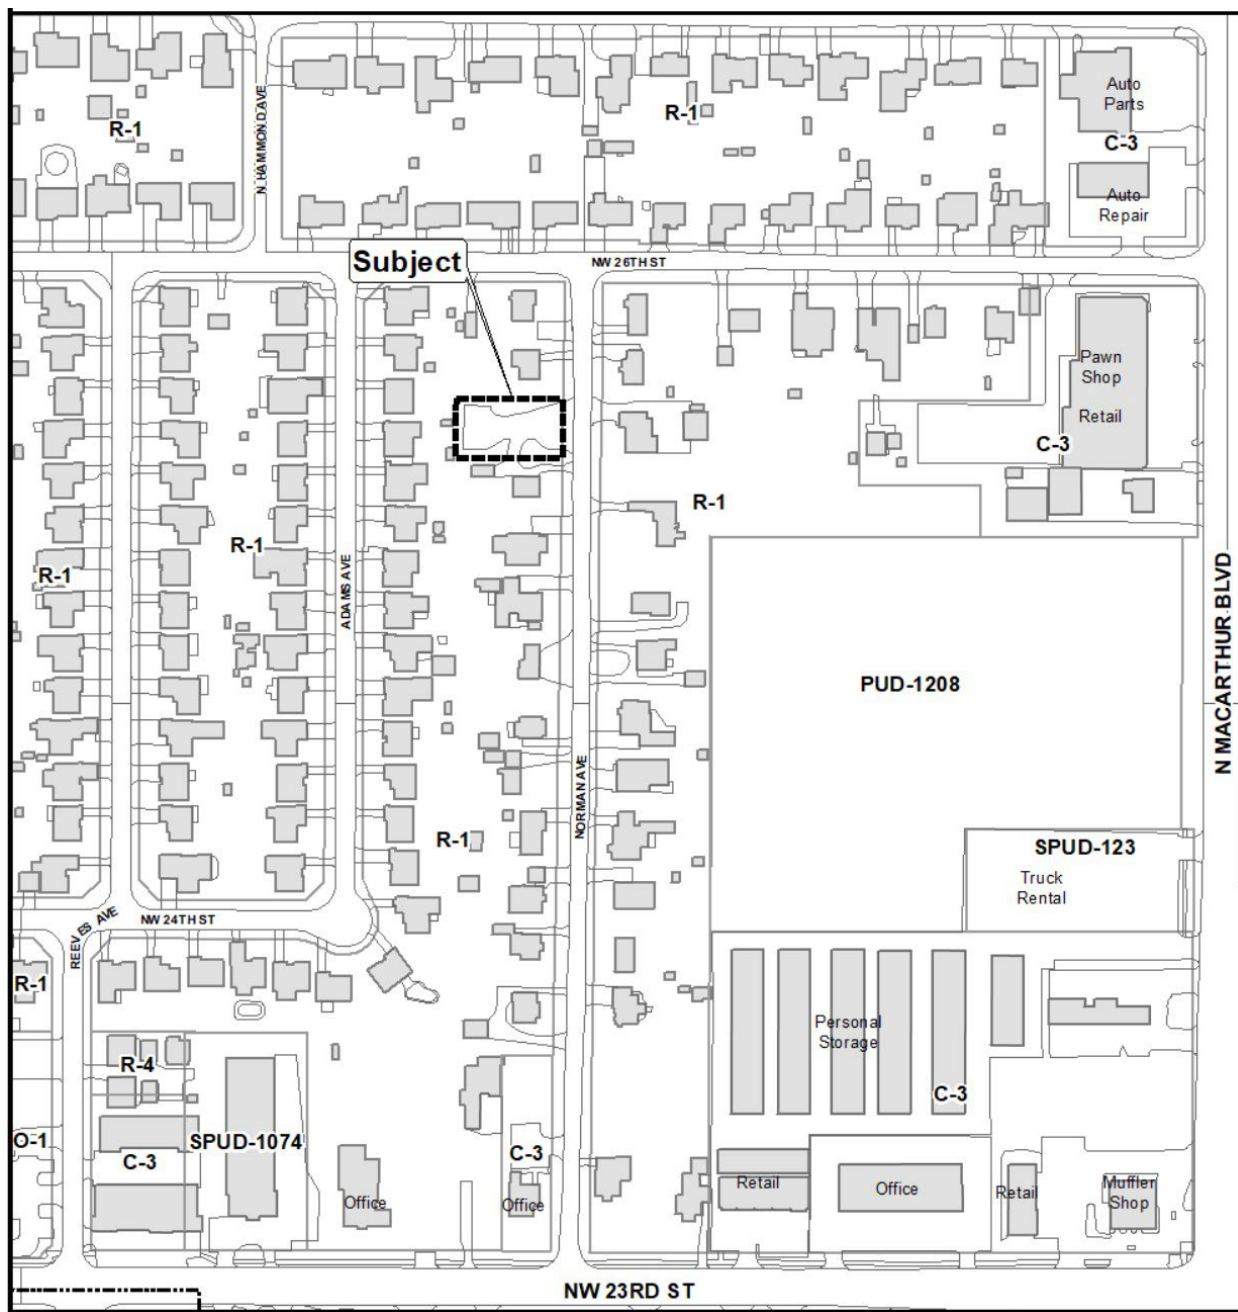 Auto
Parts
R-1
R-1
C-3
N HAMMOND AVE
Auto
Repair
Subject
NW 26TH ST
Pawn
Shop
Retail
C-3
R-1
R-1
R-1
ADAMS AVE
N MACARTHUR BLVD
PUD-1208
NORMAN AVE
R-1
SPUD-123
Truck
Rental
NW 24TH ST
REEVES AVE
R-1
Personal
Storage
R-4
C-3
O-1
SPUD-1074
C-3
C-3
Office
Office
Retail
Office
Retail
Muffler
Shop
NW 23RD ST